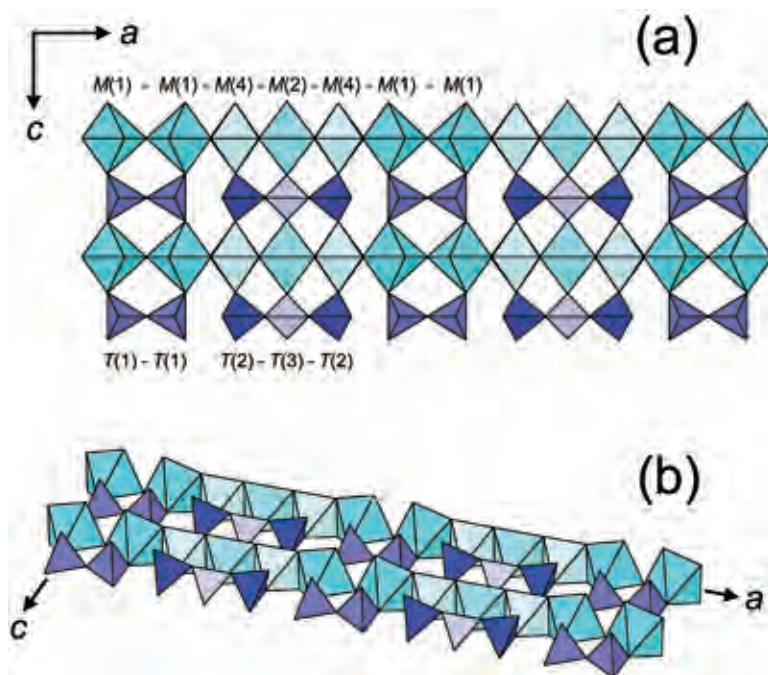 a
(a)
M(1) - M(1)-M(4)-M(2)-M(4)-M(1) - M(1)
c
T(1)-T(1) T(2)-T(3)-T(2)
(b)
a
c